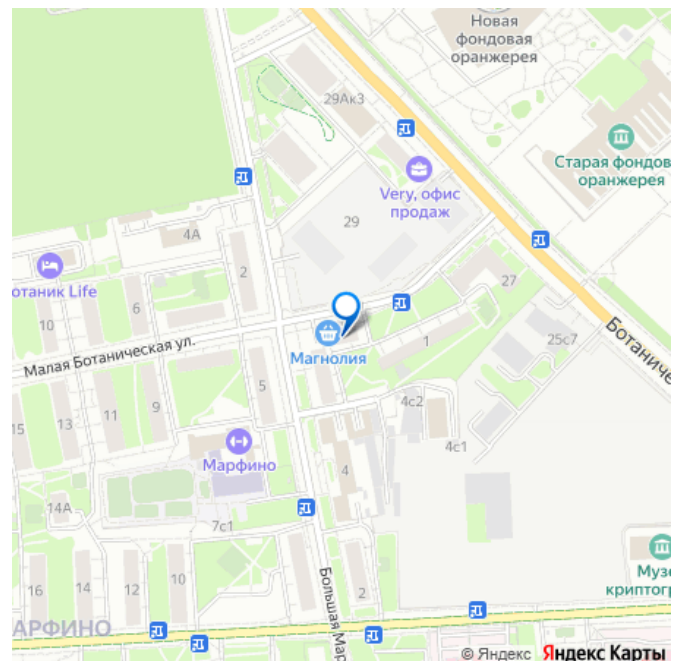 Новая
фондовая
оранжерея
29Ак3
Старая фондов
оранжерея
Very, офис
продаж
29
4А
2
27
отаник Life
10
6
Магнолия
1
25с7
Ботаниче
Малая Ботаническая ул.
5
4с2
15
13
11
9
4с1
Марфино
4
14А
7с1
Музе
криптогр
16
14
12
10
2
Большая Мар
АРФИНО
© Яндекс Яндекс Карты